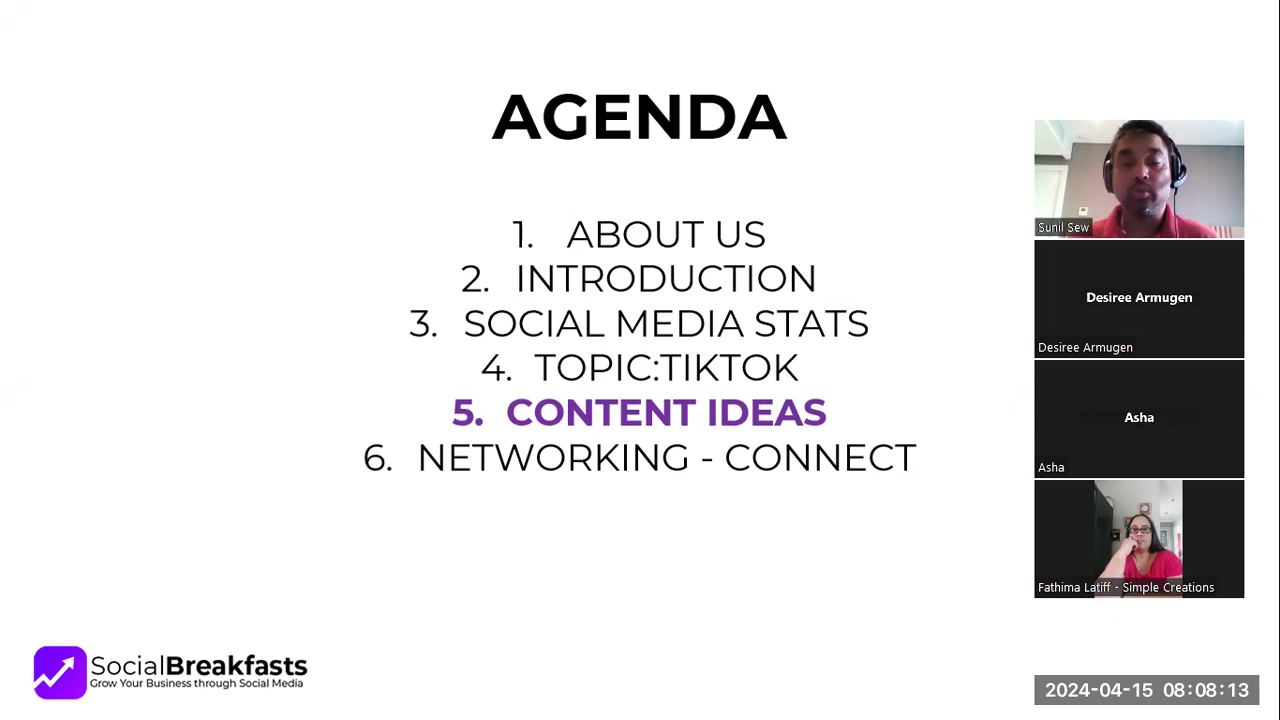 AGENDA
1. ABOUT US
2. INTRODUCTION
3. SOCIAL MEDIA STATS
4. TOPIC:TIKTOK
5. CONTENT IDEAS
6. NETWORKING - CONNECT
Sunil Sew
Desiree Armugen
Desiree Armugen
Asha
Asha
Fathima Latiff - Simple Creations
SocialBreakfasts
Grow Your Business through Social Media
2024-04-15 08:08:13